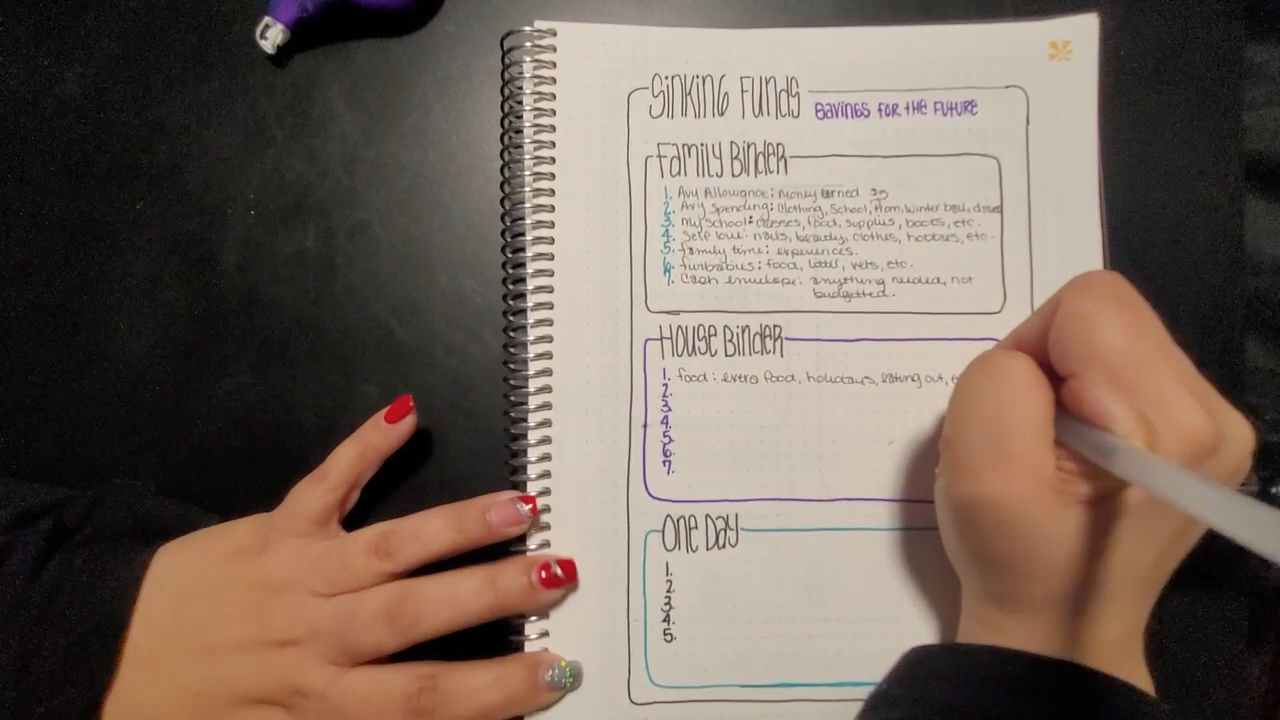 Sinking Funds Savings for the Future
Family Binder
1. Avy Allowance: money earned
2. Avy Spending: Clothing, School, Prom, Winter ball,
3. My School: classes, food, supplies, books, etc.
4. Self love: nails, beauty, clothes, hobbies, etc.
5. family time: experiences.
6. furbabies: food, vets, etc.
7. Cash envelope: anything needed, not
budgetted.
House Binder
1. food: extra food, holidays, eating out,
2.
3.
4.
5.
6.
7.
One Day
1.
2.
3.
4.
5.